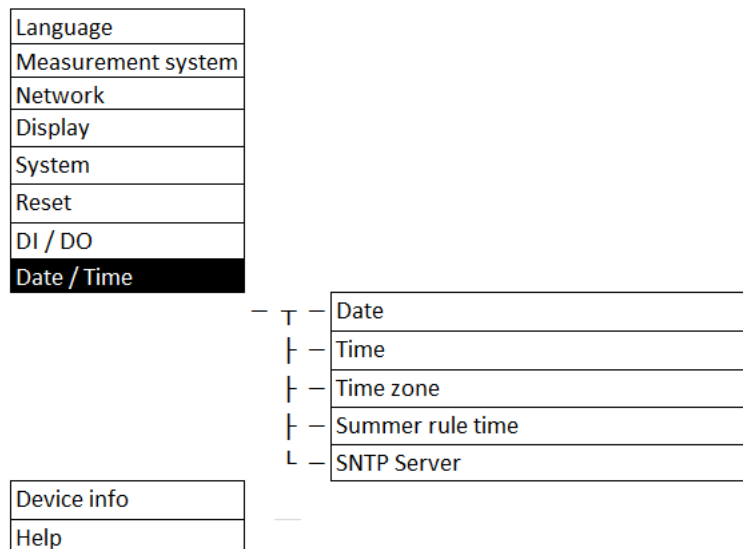 Language
Measurement system
Network
Display
System
Reset
DI / DO
Date / Time
Date
Time
Time zone
Summer rule time
SNTP Server
Device info
Help